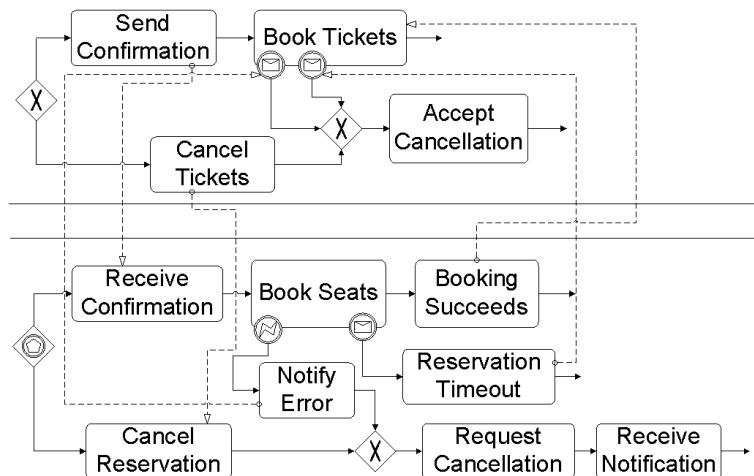 Send
Confirmation
Book Tickets
X
Accept
Cancellation
X
Cancel
Tickets
Receive
Confirmation
Book Seats
Booking
Succeeds
Notify
Error
Reservation
Timeout
Cancel
Reservation
X
Request
Cancellation
Receive
Notification